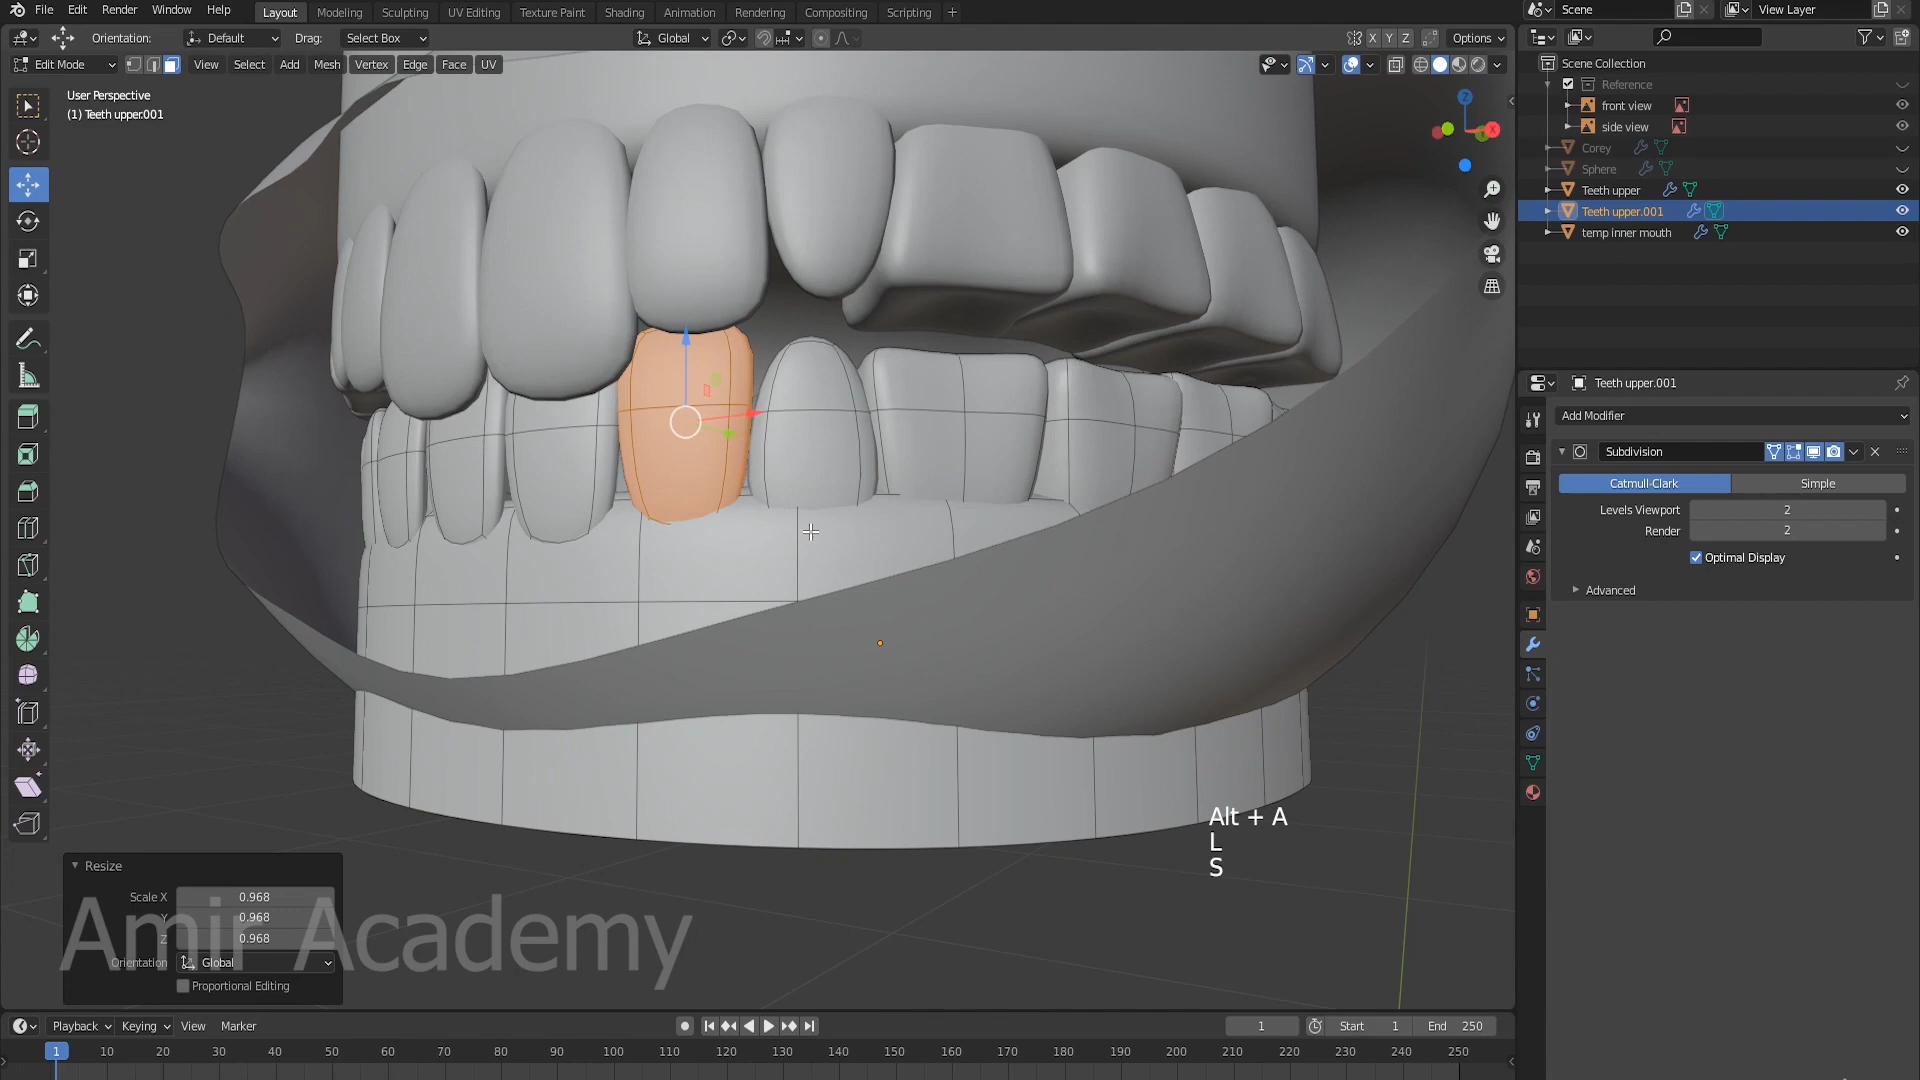 File Edit Render Window Help Layout Modeling Sculpting UV Editing Texture Paint Shading Animation Rendering Compositing Scripting + Scene View Layer
Orientation: Default Drag: Select Box Global X Y Z Options
Edit Mode View Select Add Mesh Vertex Edge Face UV
User Perspective
(1) Teeth upper.001
Z
X
Scene Collection
Reference
front view
side view
Corey
Sphere
Teeth upper
Teeth upper.001
temp inner mouth
Teeth upper.001
Add Modifier
Subdivision
Catmull-Clark Simple
Levels Viewport 2
Render 2
Optimal Display
Advanced
Alt + A
L
S
Resize
Scale X 0.968
Y 0.968
Z 0.968
Orientation Global
Proportional Editing
Amir Academy
Playback Keying View Marker 1 Start 1 End 250
1 10 20 30 40 50 60 70 80 90 100 110 120 130 140 150 160 170 180 190 200 210 220 230 240 250